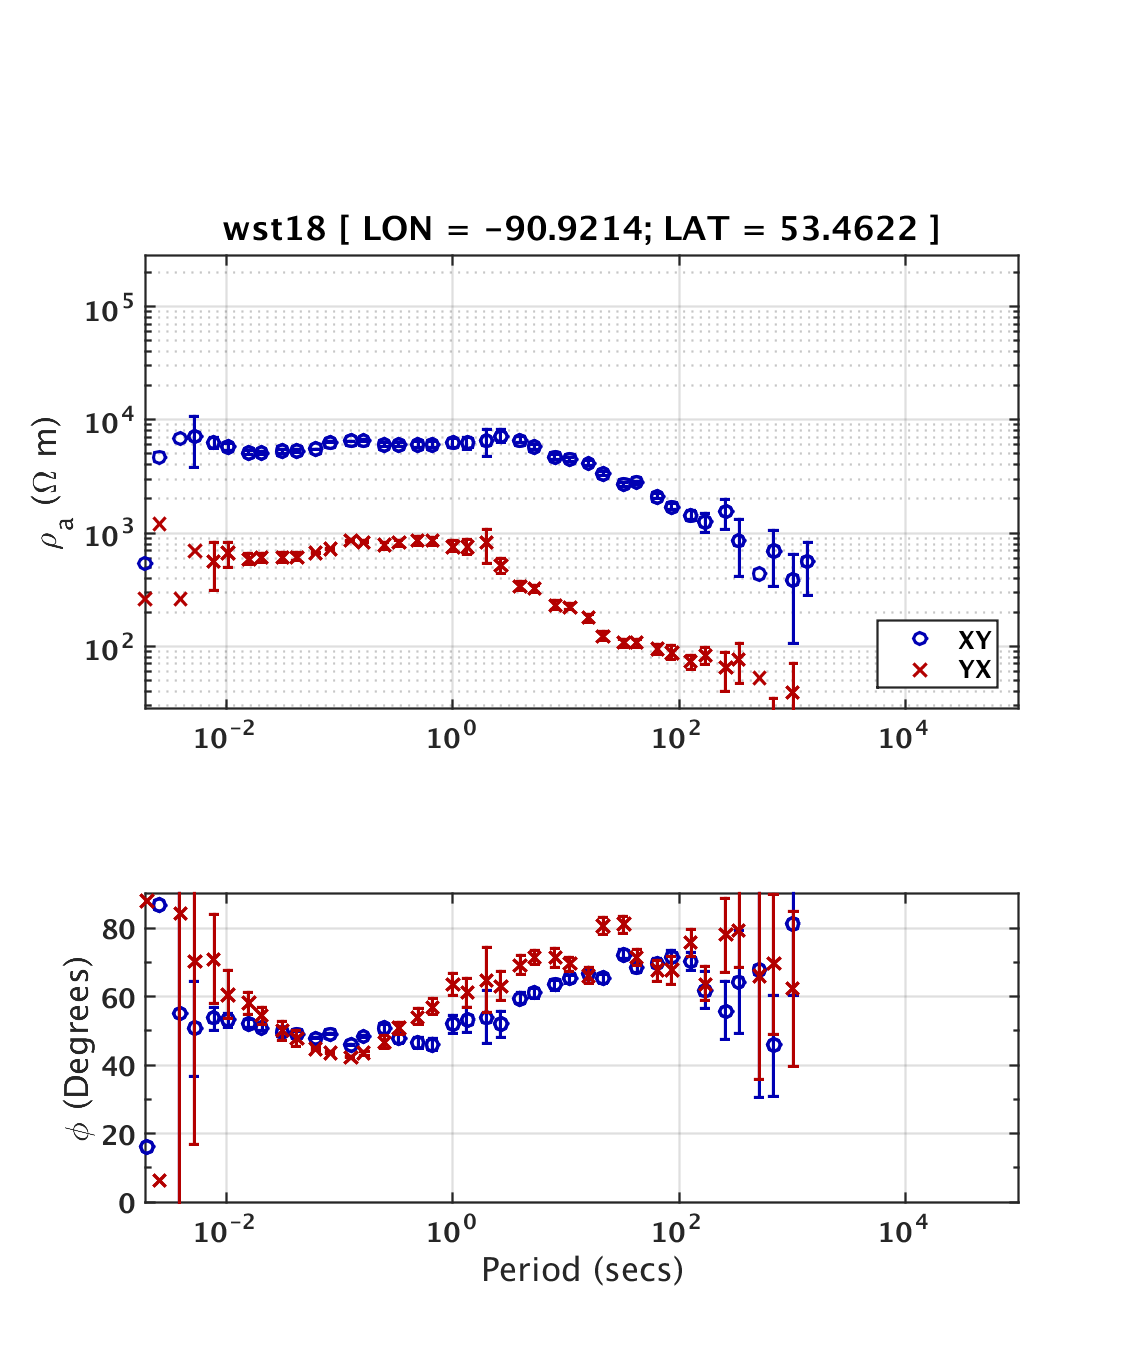 wst18 [ LON = -90.9214; LAT = 53.4622 ]
10^5
10^4
10^3
10^2
ρ_a (Ω m)
XY
YX
10^-2 10^0 10^2 10^4
80
60
40
20
0
ϕ (Degrees)
10^-2 10^0 10^2 10^4
Period (secs)